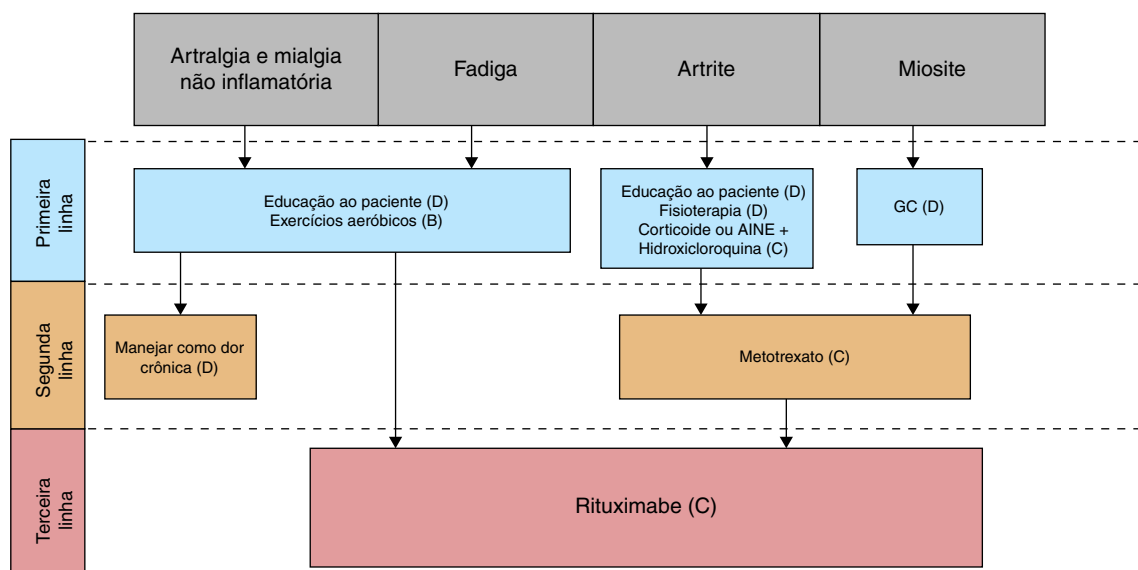 Artralgia e mialgia
não inflamatória
Fadiga
Artrite
Miosite
Primeira
linha
Educação ao paciente (D)
Exercícios aeróbicos (B)
Educação ao paciente (D)
Fisioterapia (D)
Corticoide ou AINE +
Hidroxicloroquina (C)
GC (D)
Segunda
linha
Manejar como dor
crônica (D)
Metotrexato (C)
Terceira
linha
Rituximabe (C)